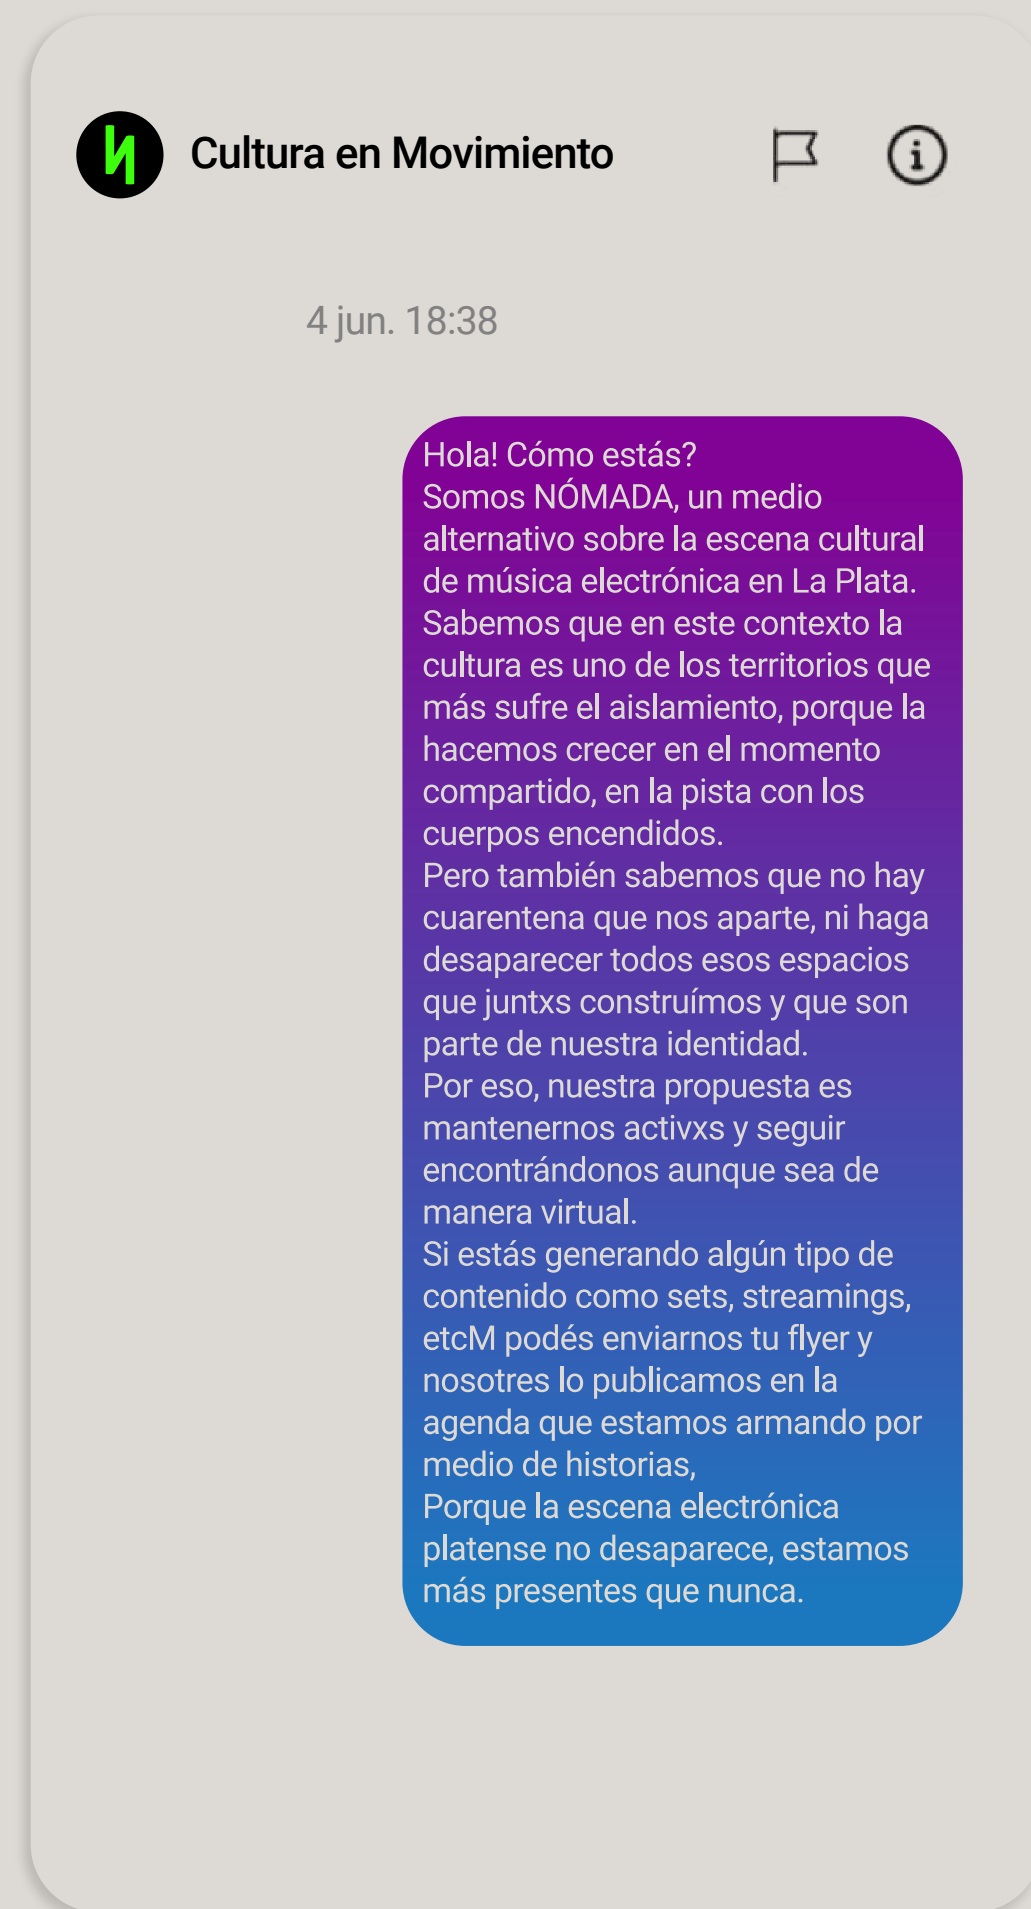 Cultura en Movimiento
4 jun. 18:38
Hola! Cómo estás?
Somos NÓMADA, un medio
alternativo sobre la escena cultural
de música electrónica en La Plata.
Sabemos que en este contexto la
cultura es uno de los territorios que
más sufre el aislamiento, porque la
hacemos crecer en el momento
compartido, en la pista con los
cuerpos encendidos.
Pero también sabemos que no hay
cuarentena que nos aparte, ni haga
desaparecer todos esos espacios
que juntxs construímos y que son
parte de nuestra identidad.
Por eso, nuestra propuesta es
mantenernos activxs y seguir
encontrándonos aunque sea de
manera virtual.
Si estás generando algún tipo de
contenido como sets, streamings,
etcM podés enviarnos tu flyer y
nosotres lo publicamos en la
agenda que estamos armando por
medio de historias,
Porque la escena electrónica
platense no desaparece, estamos
más presentes que nunca.